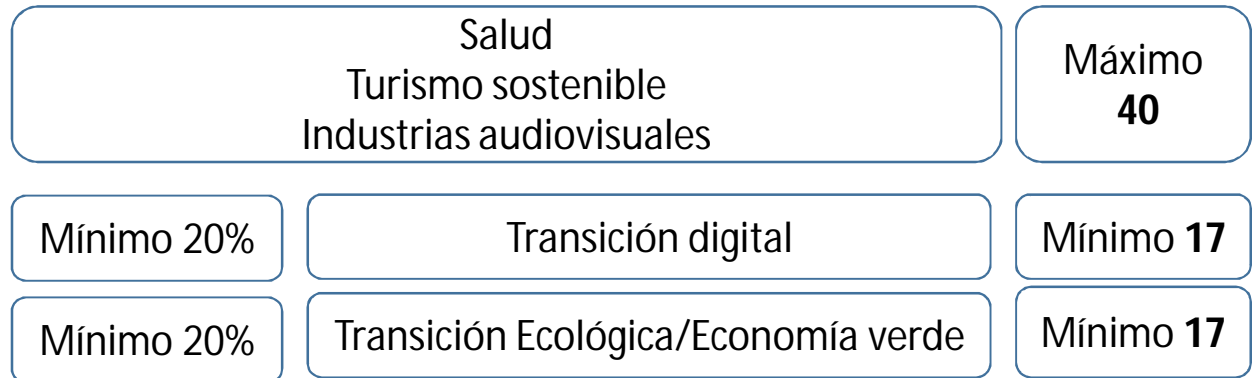 Salud
Turismo sostenible
Industrias audiovisuales
Máximo
40
Mínimo 20%
Transición digital
Mínimo 17
Mínimo 20%
Transición Ecológica/Economía verde
Mínimo 17